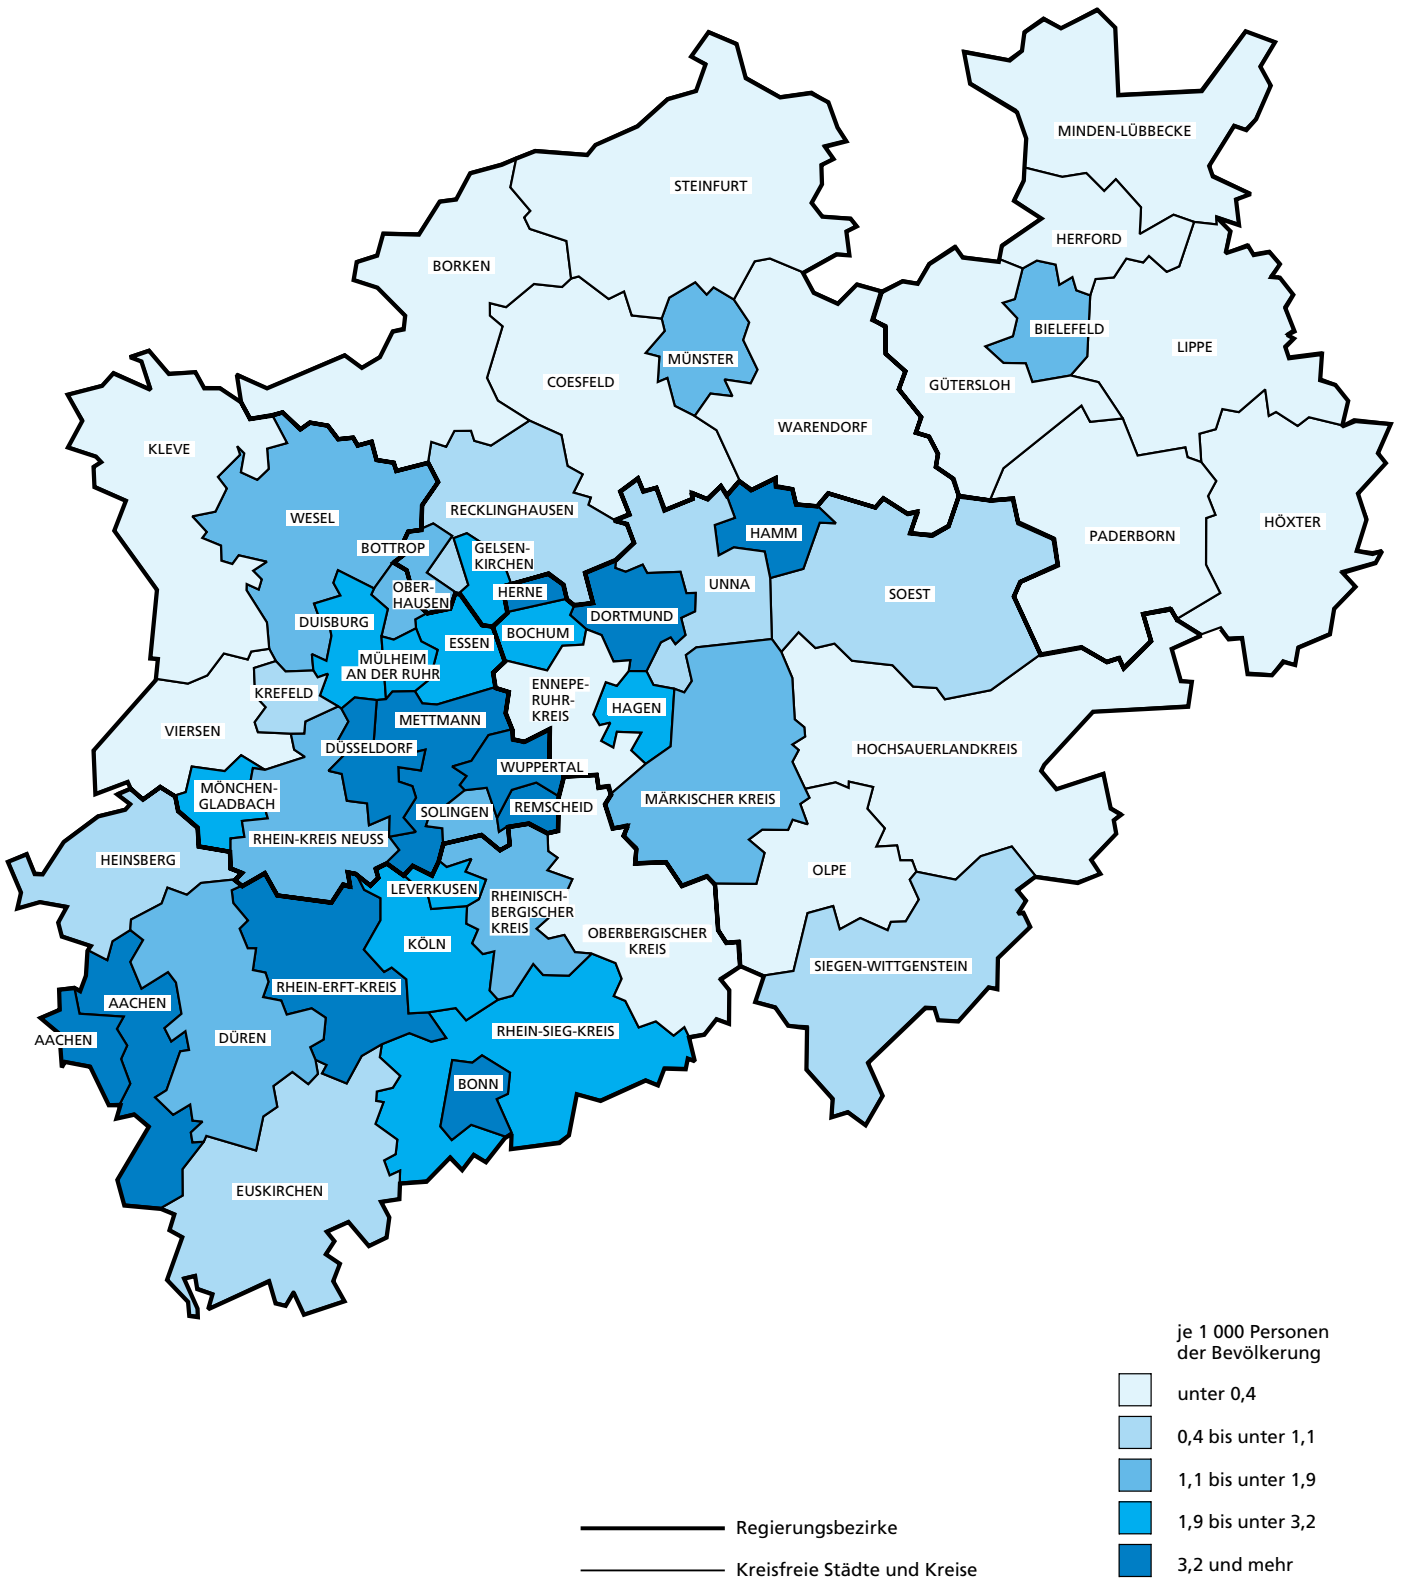 MINDEN-LÜBBECKE
STEINFURT
HERFORD
BORKEN
BIELEFELD
LIPPE
MÜNSTER
COESFELD
GÜTERSLOH
WARENDORF
KLEVE
RECKLINGHAUSEN
WESEL
HÖXTER
HAMM
PADERBORN
BOTTROP
GELSEN-
KIRCHEN
UNNA
OBER-
HAUSEN
HERNE
SOEST
DORTMUND
DUISBURG
BOCHUM
ESSEN
MÜLHEIM
AN DER RUHR
KREFELD
ENNEPE-
RUHR-
KREIS
HAGEN
METTMANN
VIERSEN
DÜSSELDORF
HOCHSAUERLANDKREIS
WUPPERTAL
MÖNCHEN-
GLADBACH
MÄRKISCHER KREIS
REMSCHEID
SOLINGEN
RHEIN-KREIS NEUSS
HEINSBERG
OLPE
LEVERKUSEN
RHEINISCH-
BERGISCHER
KREIS
OBERBERGISCHER
KREIS
KÖLN
SIEGEN-WITTGENSTEIN
RHEIN-ERFT-KREIS
AACHEN
RHEIN-SIEG-KREIS
DÜREN
AACHEN
BONN
EUSKIRCHEN
je 1 000 Personen
der Bevölkerung
unter 0,4
0,4 bis unter 1,1
1,1 bis unter 1,9
1,9 bis unter 3,2
3,2 und mehr
Regierungsbezirke
Kreisfreie Städte und Kreise